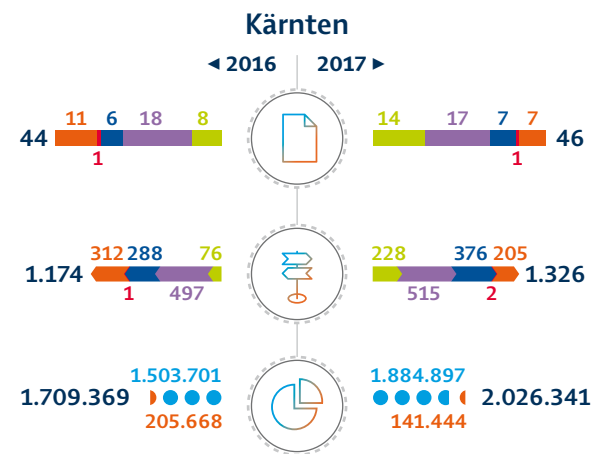 Kärnten
◄ 2016 2017 ►
11 6 18 8 14 17 7 7
44 46
1 1
312 288 76 228 376 205
1.174 1.326
1 497 515 2
1.503.701 1.884.897
1.709.369 2.026.341
205.668 141.444